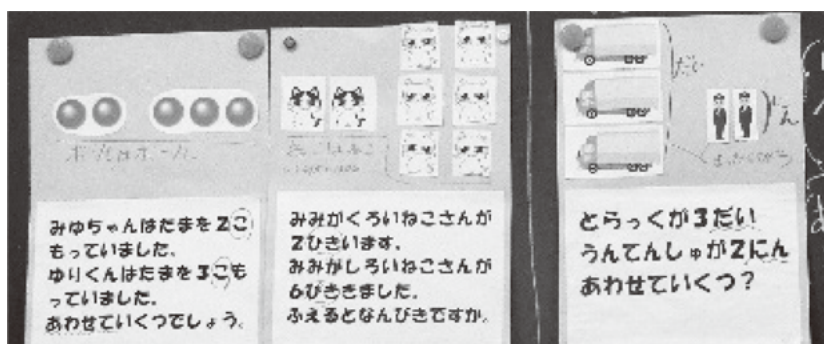 みゆちゃんはたまを2こ
もっていました.
ゆりくんはたまを3こも
っていました.
あわせていくつでしょう.
みみがくろいねこさんが
2ひきいます.
みみがしろいねこさんが
6ぴききました.
ふえるとなんびきですか.
だい
にん
とらっくが3だい
うんてんしゅが2にん
あわせていくつ?